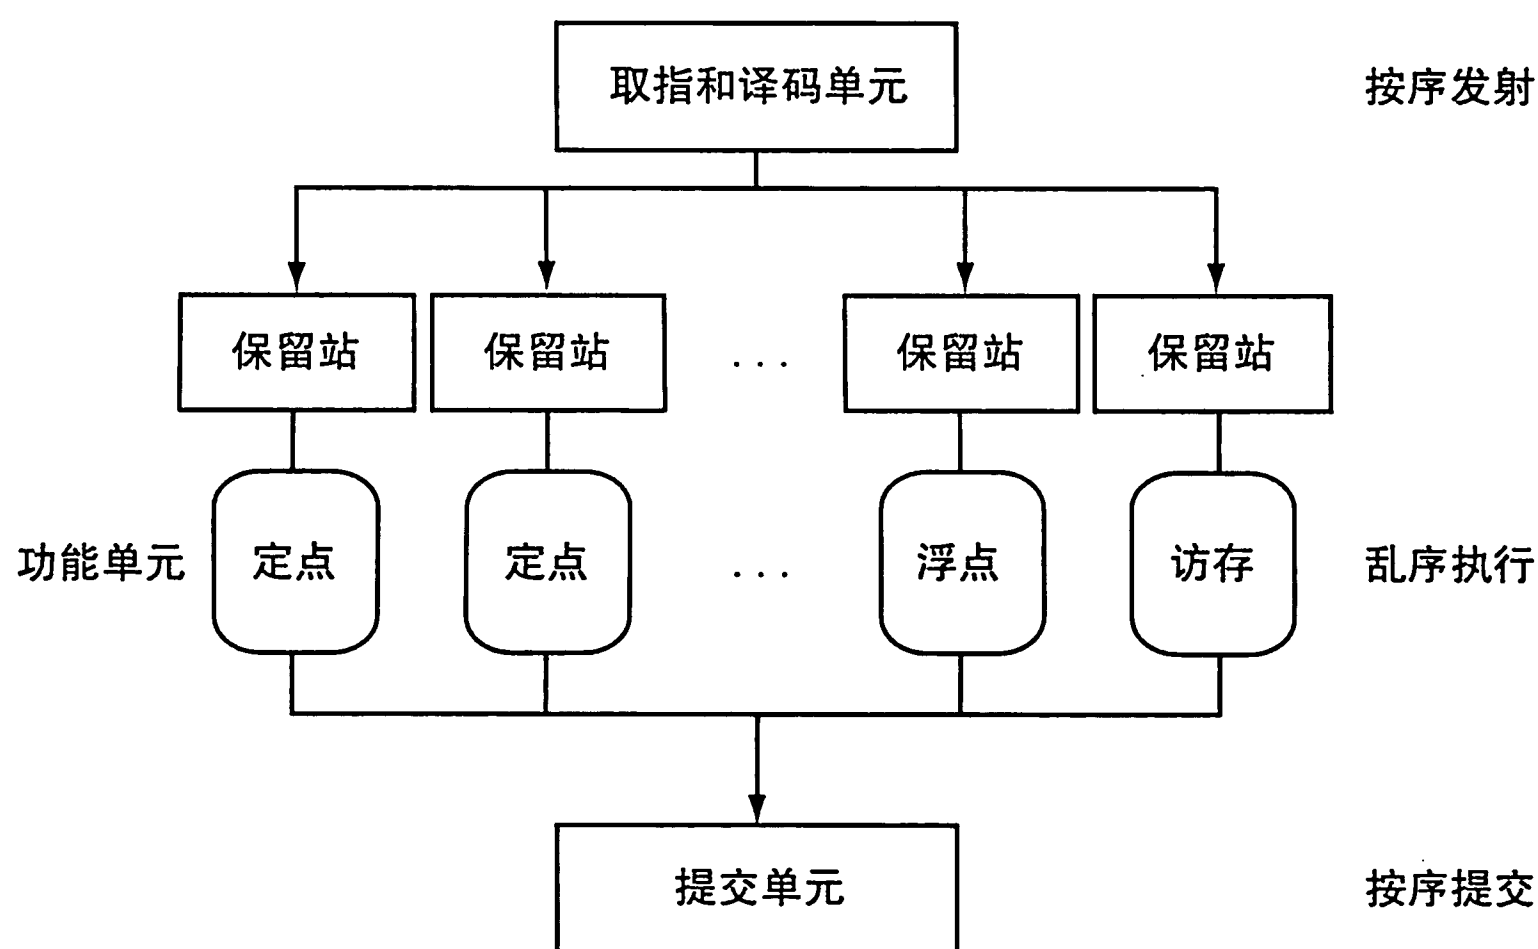 取指和译码单元
按序发射
保留站
保留站
...
保留站
保留站
功能单元
定点
定点
...
浮点
访存
乱序执行
提交单元
按序提交